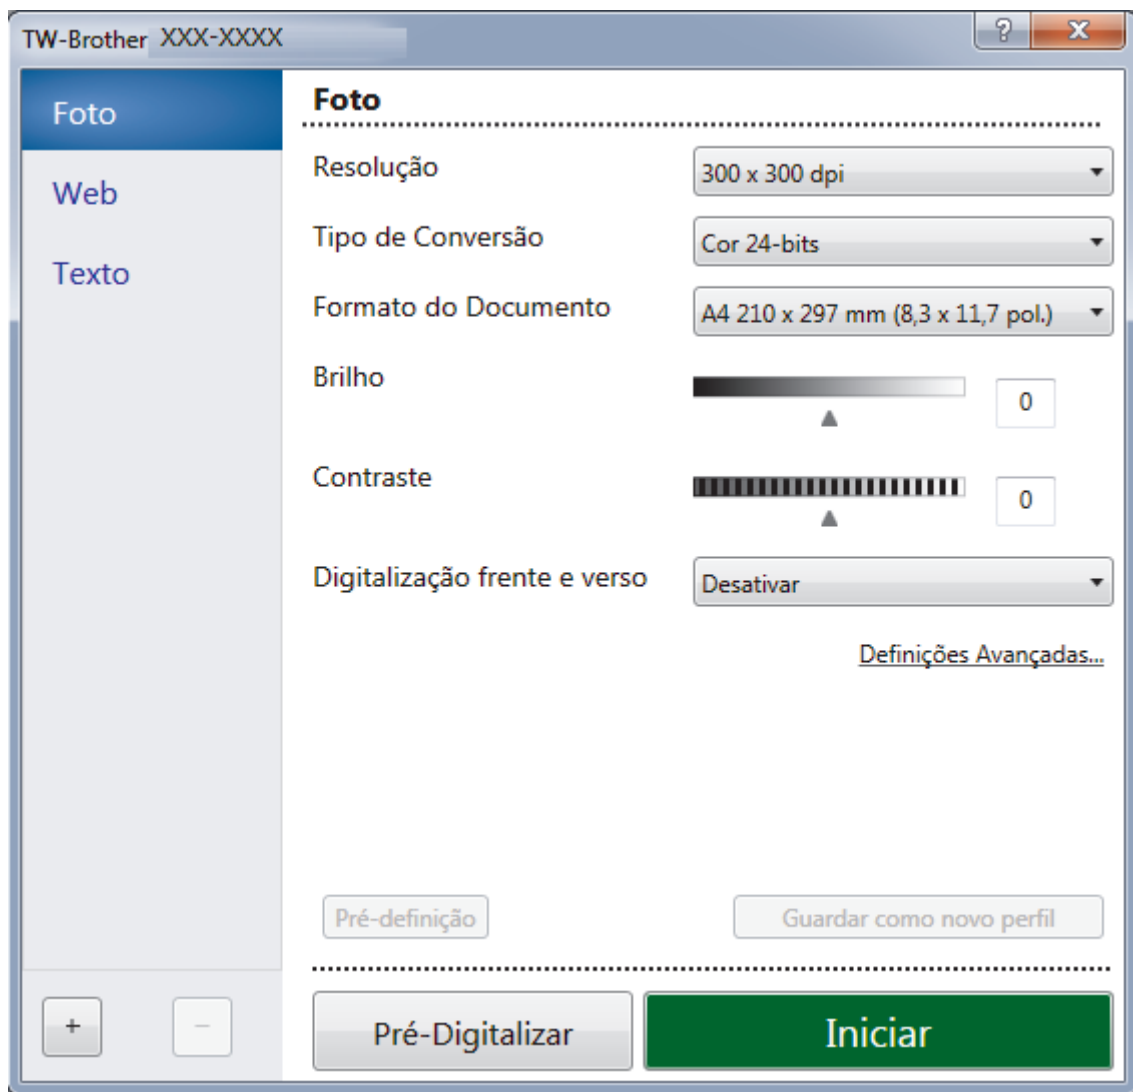 TW-Brother XXX-XXXX
?
x
Foto
Web
Texto
Foto
Resolução
300 x 300 dpi
Tipo de Conversão
Cor 24-bits
Formato do Documento
A4 210 x 297 mm (8,3 x 11,7 pol.)
Brilho
0
Contraste
0
Digitalização frente e verso
Desativar
Definições Avançadas...
Pré-definição
Guardar como novo perfil
+
−
Pré-Digitalizar
Iniciar